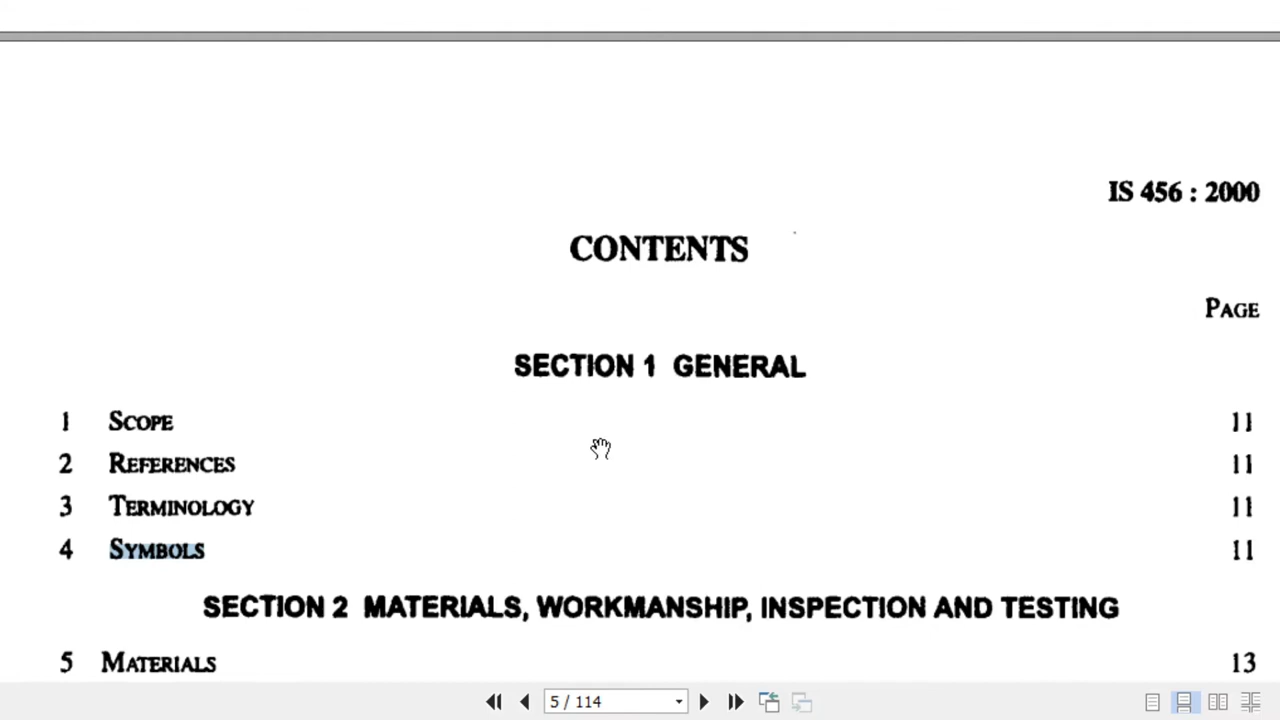 IS 456 : 2000
CONTENTS
PAGE
SECTION 1 GENERAL
1 SCOPE 11
2 REFERENCES 11
3 TERMINOLOGY 11
4 SYMBOLS 11
SECTION 2 MATERIALS, WORKMANSHIP, INSPECTION AND TESTING
5 MATERIALS 13
5 / 114